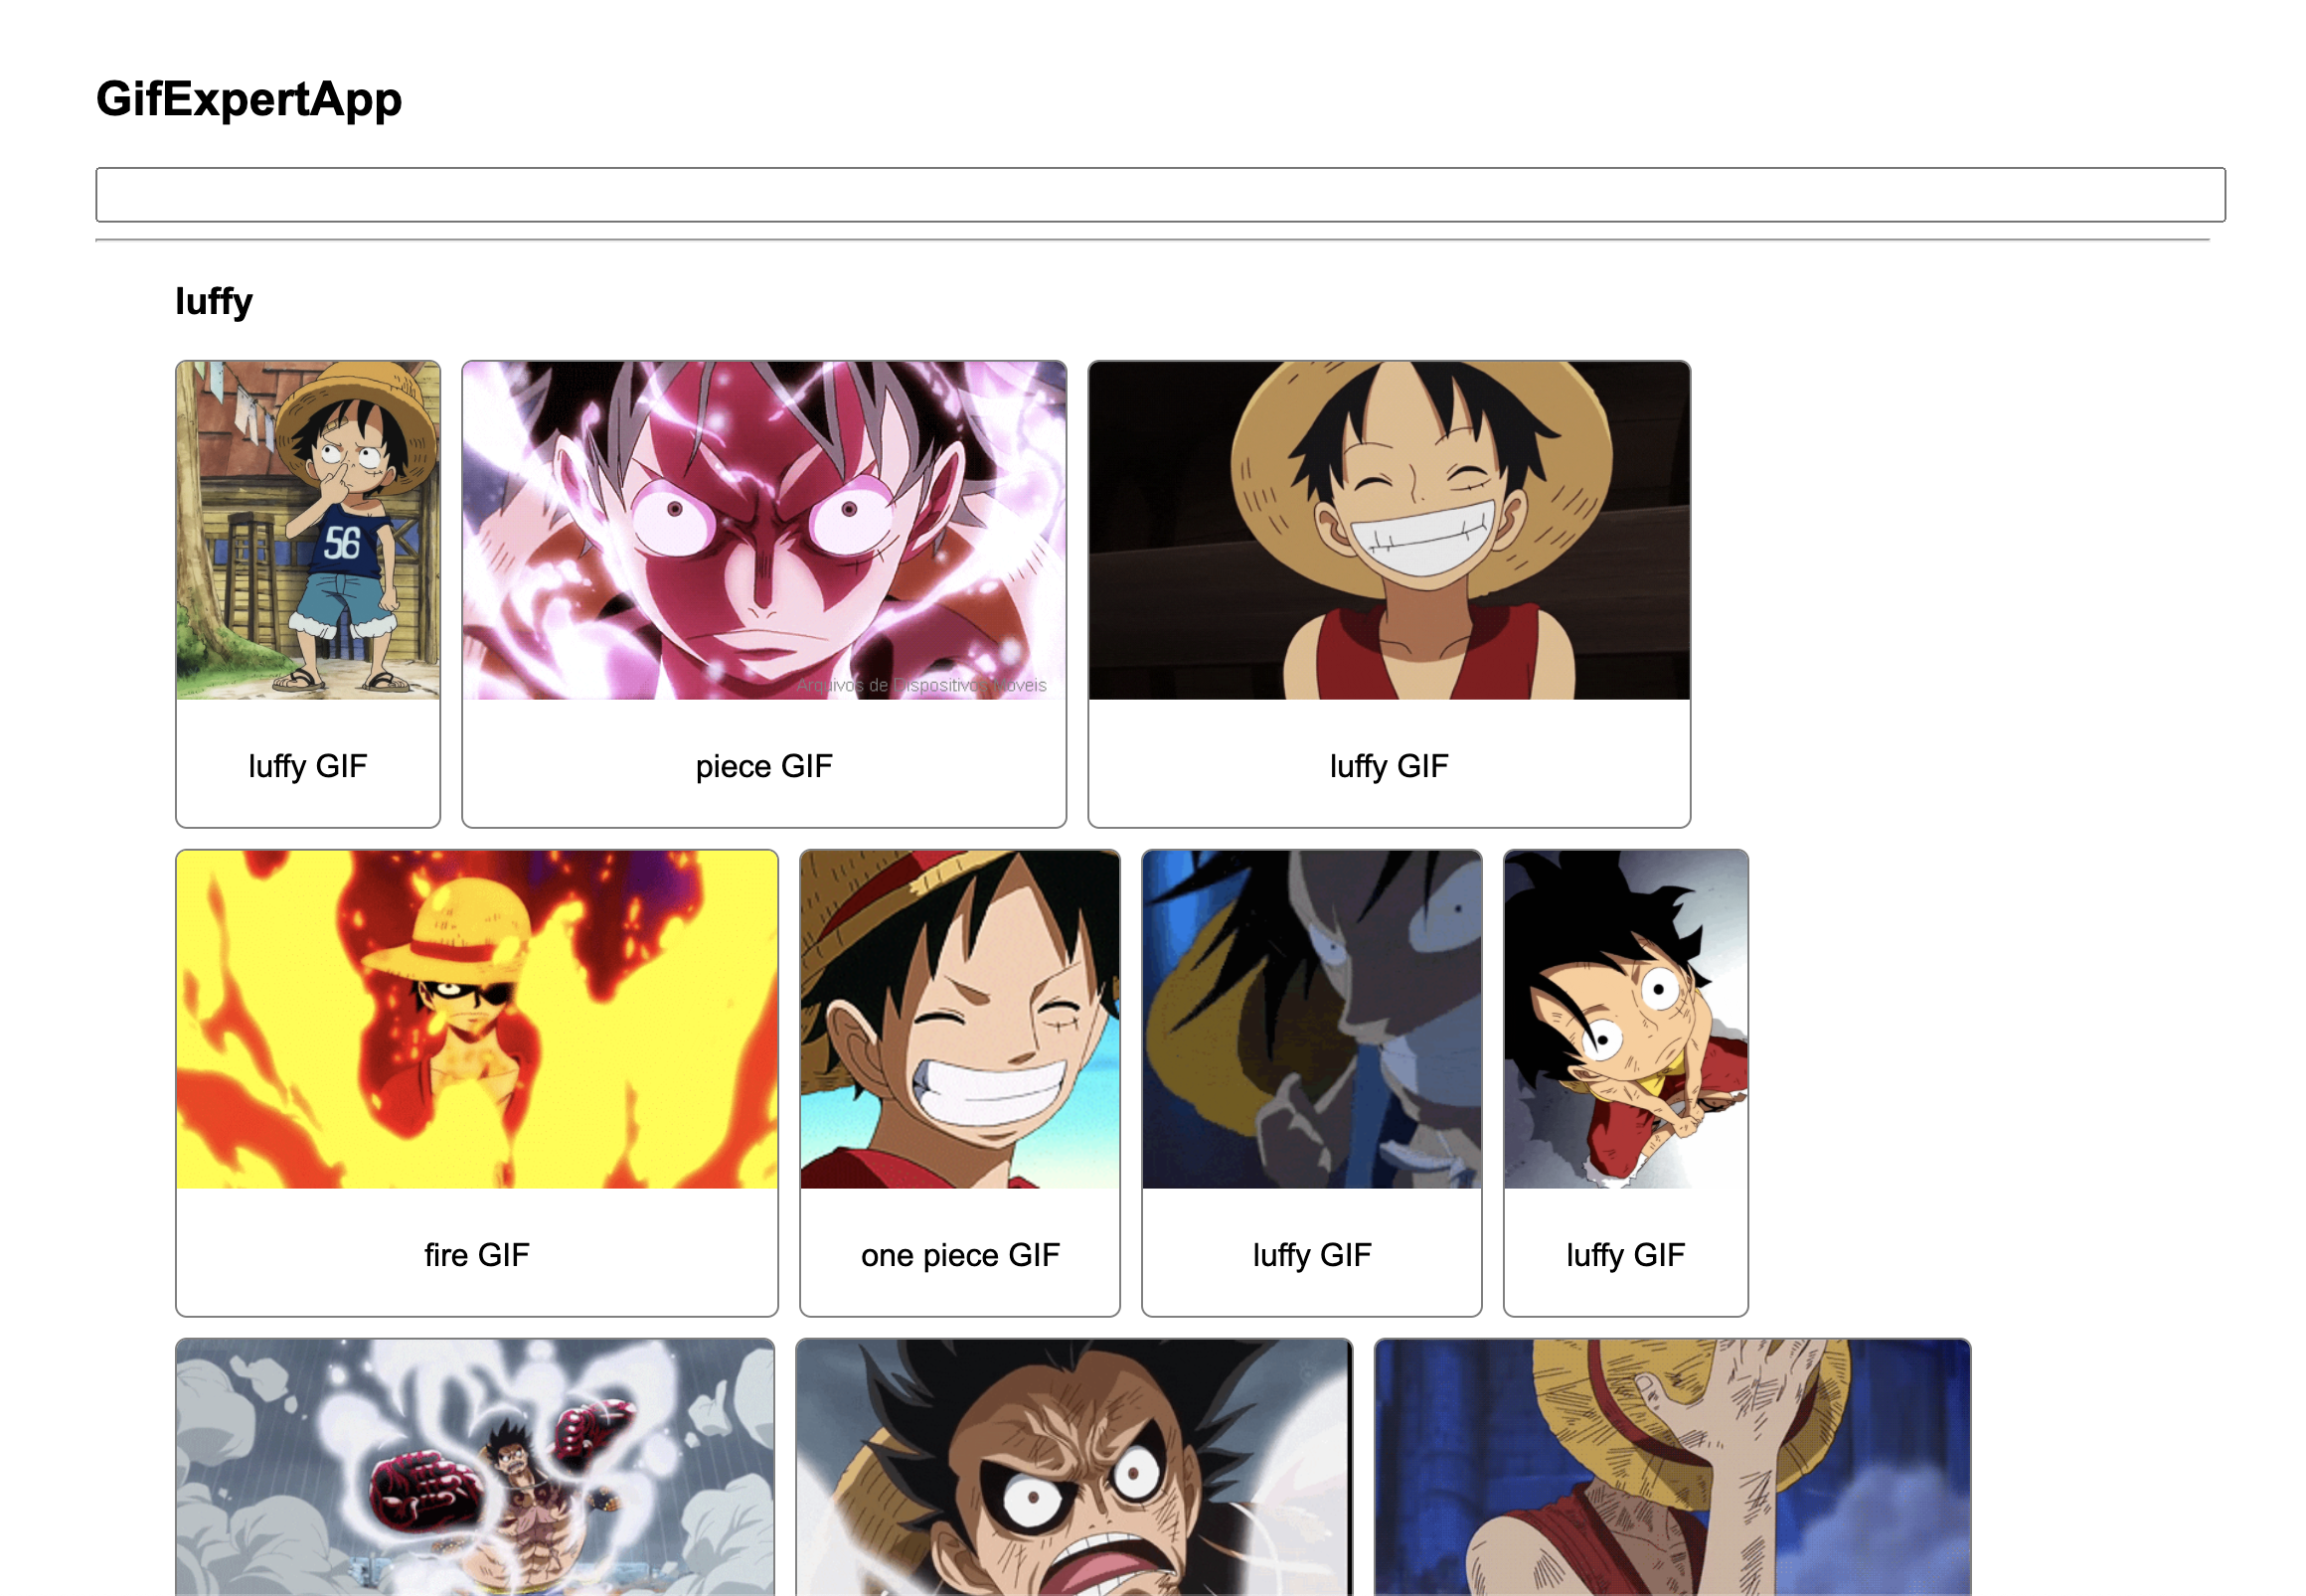 GifExpertApp
luffy
56
Arquivos de Dispositivos Moveis
luffy GIF
piece GIF
luffy GIF
fire GIF
one piece GIF
luffy GIF
luffy GIF